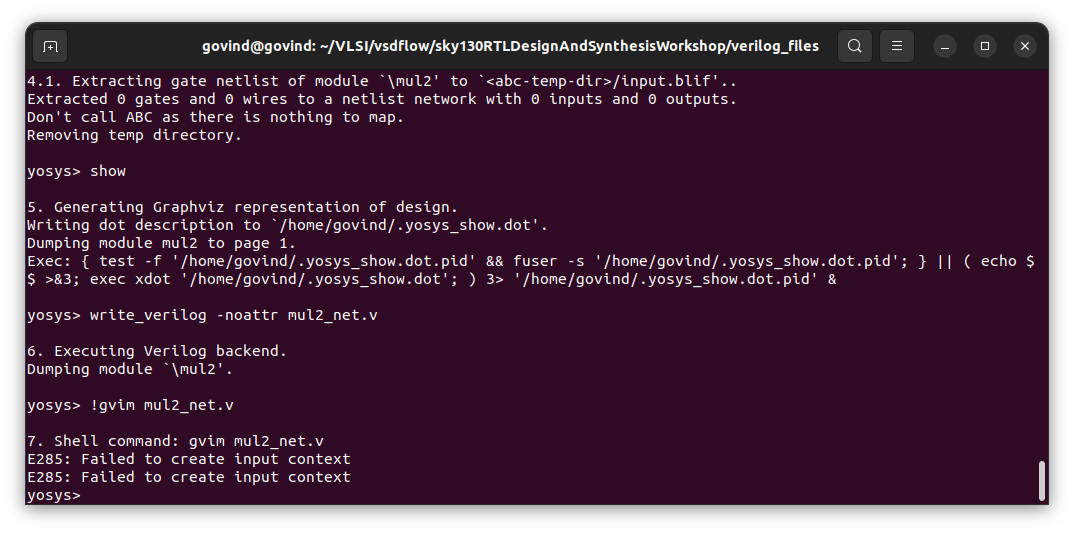 govind@govind: ~/VLSI/vsdflow/sky130RTLDesignAndSynthesisWorkshop/verilog_files
4.1. Extracting gate netlist of module `\mul2' to `<abc-temp-dir>/input.blif'..
Extracted 0 gates and 0 wires to a netlist network with 0 inputs and 0 outputs.
Don't call ABC as there is nothing to map.
Removing temp directory.
yosys> show
5. Generating Graphviz representation of design.
Writing dot description to `/home/govind/.yosys_show.dot'.
Dumping module mul2 to page 1.
Exec: { test -f '/home/govind/.yosys_show.dot.pid' && fuser -s '/home/govind/.yosys_show.dot.pid'; } || ( echo $
$ >&3; exec xdot '/home/govind/.yosys_show.dot'; ) 3> '/home/govind/.yosys_show.dot.pid' &
yosys> write_verilog -noattr mul2_net.v
6. Executing Verilog backend.
Dumping module `\mul2'.
yosys> !gvim mul2_net.v
7. Shell command: gvim mul2_net.v
E285: Failed to create input context
E285: Failed to create input context
yosys>